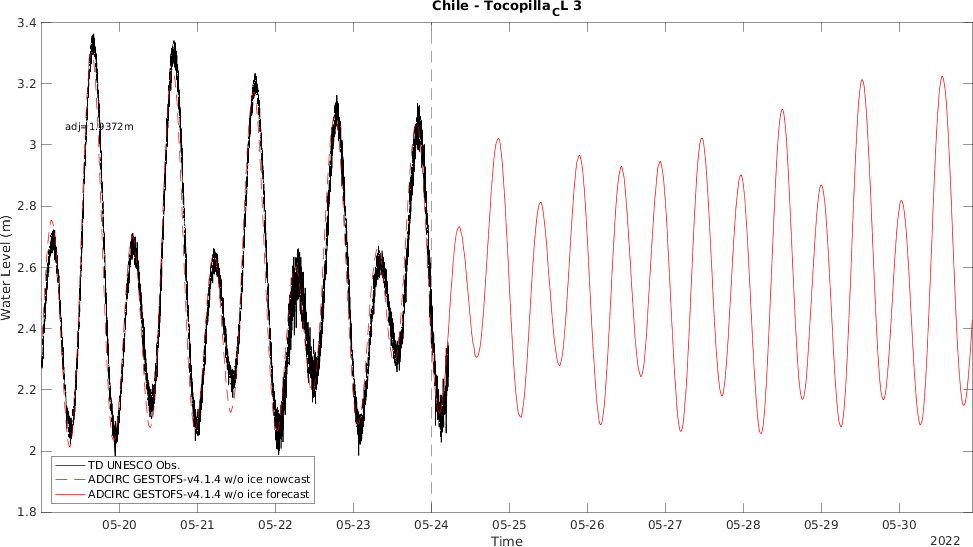 Chile - Tocopilla_CL 3
3.4
3.2
3
2.8
2.6
2.4
2.2
2
1.8
Water Level (m)
adj=1.9372m
TD UNESCO Obs.
ADCIRC GESTOFS-v4.1.4 w/o ice nowcast
ADCIRC GESTOFS-v4.1.4 w/o ice forecast
05-20 05-21 05-22 05-23 05-24 05-25 05-26 05-27 05-28 05-29 05-30
Time
2022